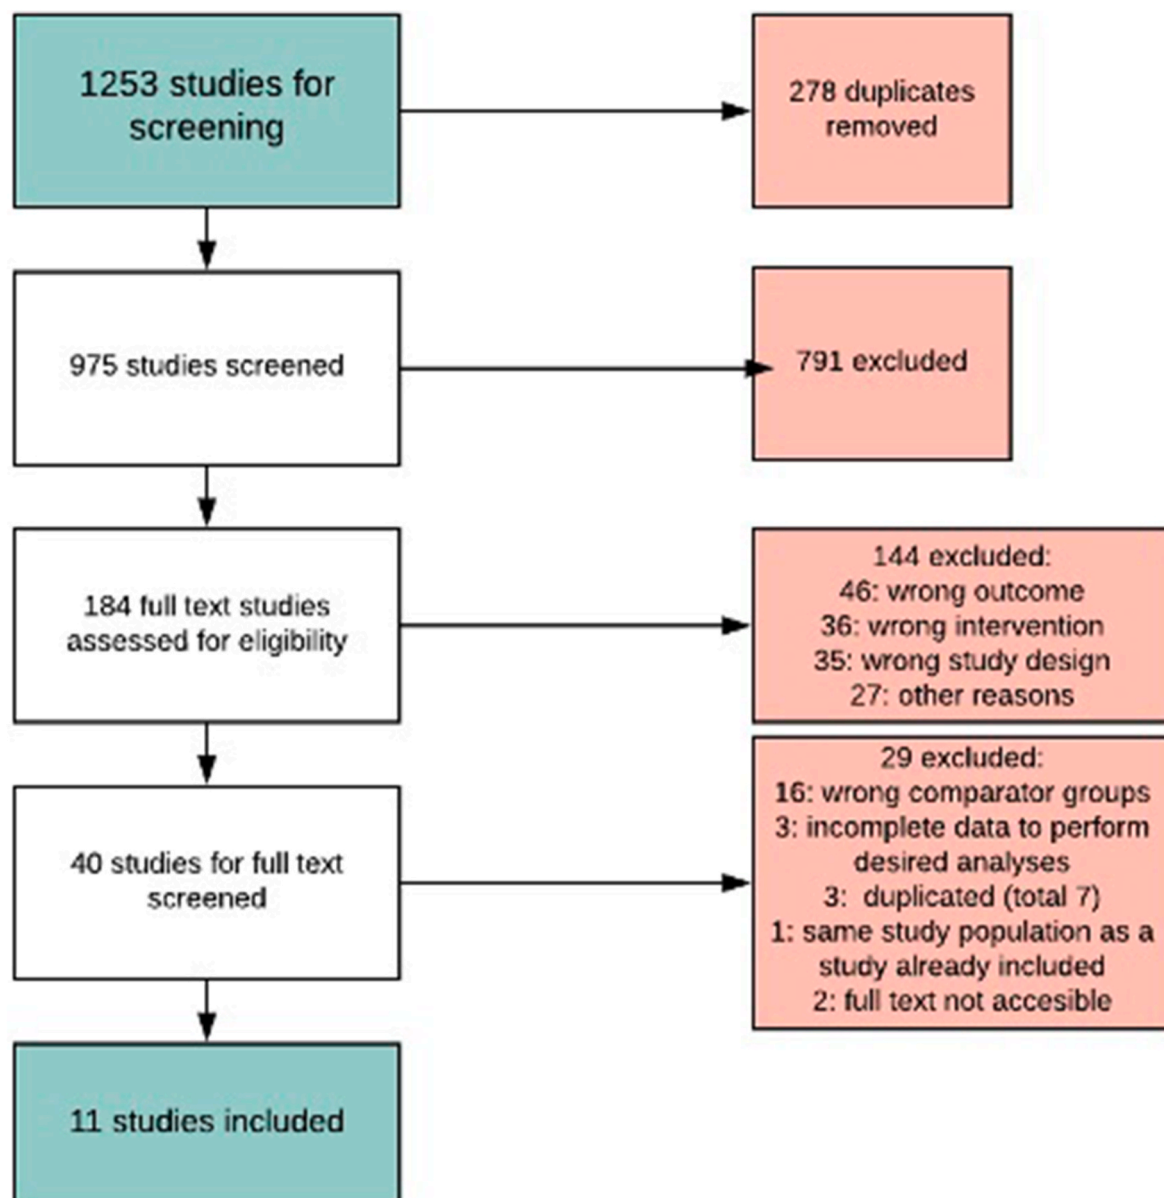 1253 studies for
screening
278 duplicates
removed
975 studies screened
791 excluded
184 full text studies
assessed for eligibility
144 excluded:
46: wrong outcome
36: wrong intervention
35: wrong study design
27: other reasons
40 studies for full text
screened
29 excluded:
16: wrong comparator groups
3: incomplete data to perform
desired analyses
3: duplicated (total 7)
1: same study population as a
study already included
2: full text not accesible
11 studies included